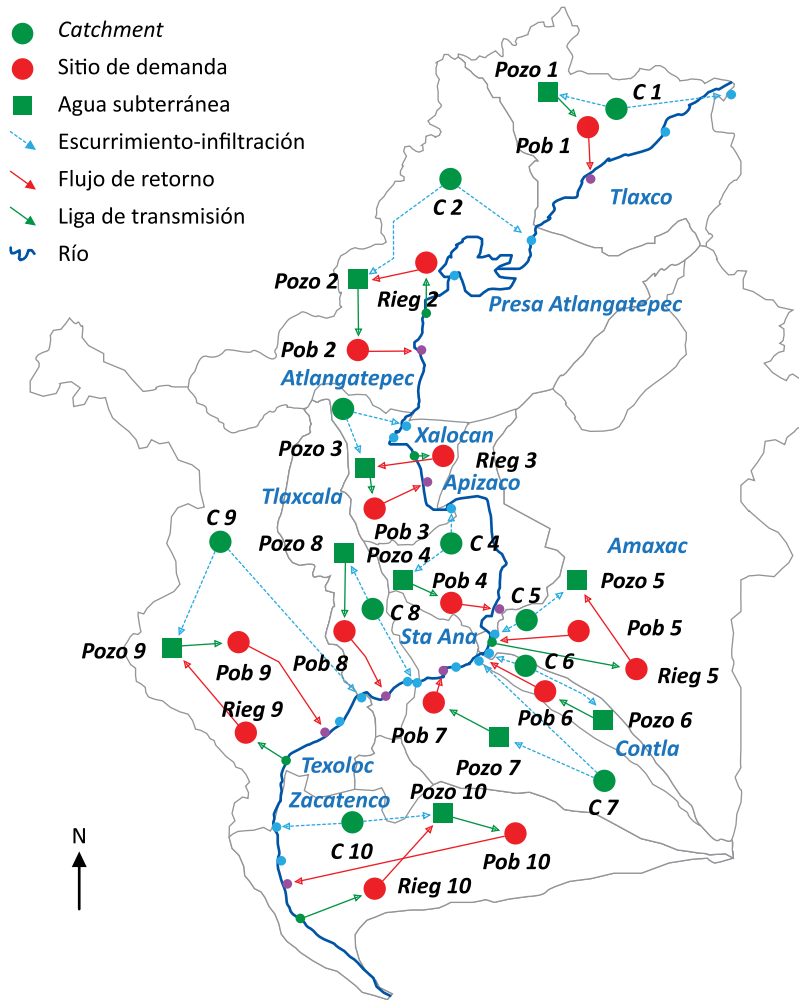 Catchment
Sitio de demanda
Agua subterránea
Escurrimiento-infiltración
Flujo de retorno
Liga de transmisión
Río
Pozo 1
C 1
Pob 1
Tlaxco
C 2
Pozo 2
Rieg 2
Presa Atlangatepec
Pob 2
Atlangatepec
Xalocan
Pozo 3
Rieg 3
Apizaco
Tlaxcala
Pob 3
C 9
Pozo 8
Pozo 4
C 4
Amaxac
Pob 4
C 5
Pozo 5
C 8
Sta Ana
Pob 5
Pozo 9
Pob 9
Pob 8
C 6
Rieg 5
Rieg 9
Pob 6
Pozo 6
Pob 7
Contla
Texoloc
Pozo 7
Zacatenco
Pozo 10
C 7
N
C 10
Pob 10
Rieg 10